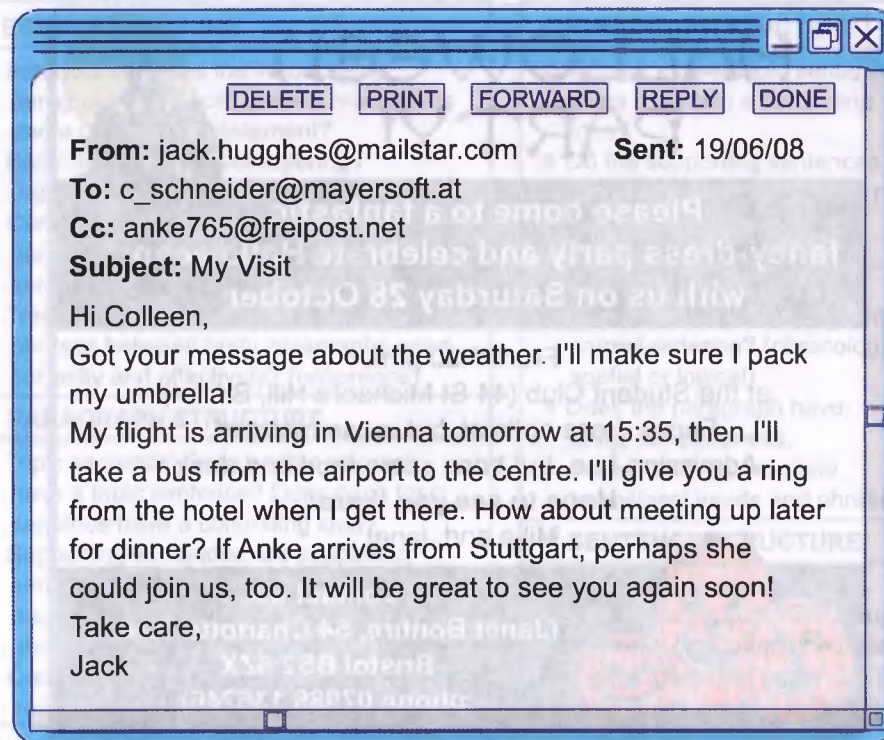 DELETE PRINT FORWARD REPLY DONE
From: jack.hugghes@mailstar.com Sent: 19/06/08
To: c_schneider@mayersoft.at
Cc: anke765@freipost.net
Subject: My Visit
Hi Colleen,
Got your message about the weather. I'll make sure I pack
my umbrella!
My flight is arriving in Vienna tomorrow at 15:35, then I'll
take a bus from the airport to the centre. I'll give you a ring
from the hotel when I get there. How about meeting up later
for dinner? If Anke arrives from Stuttgart, perhaps she
could join us, too. It will be great to see you again soon!
Take care,
Jack